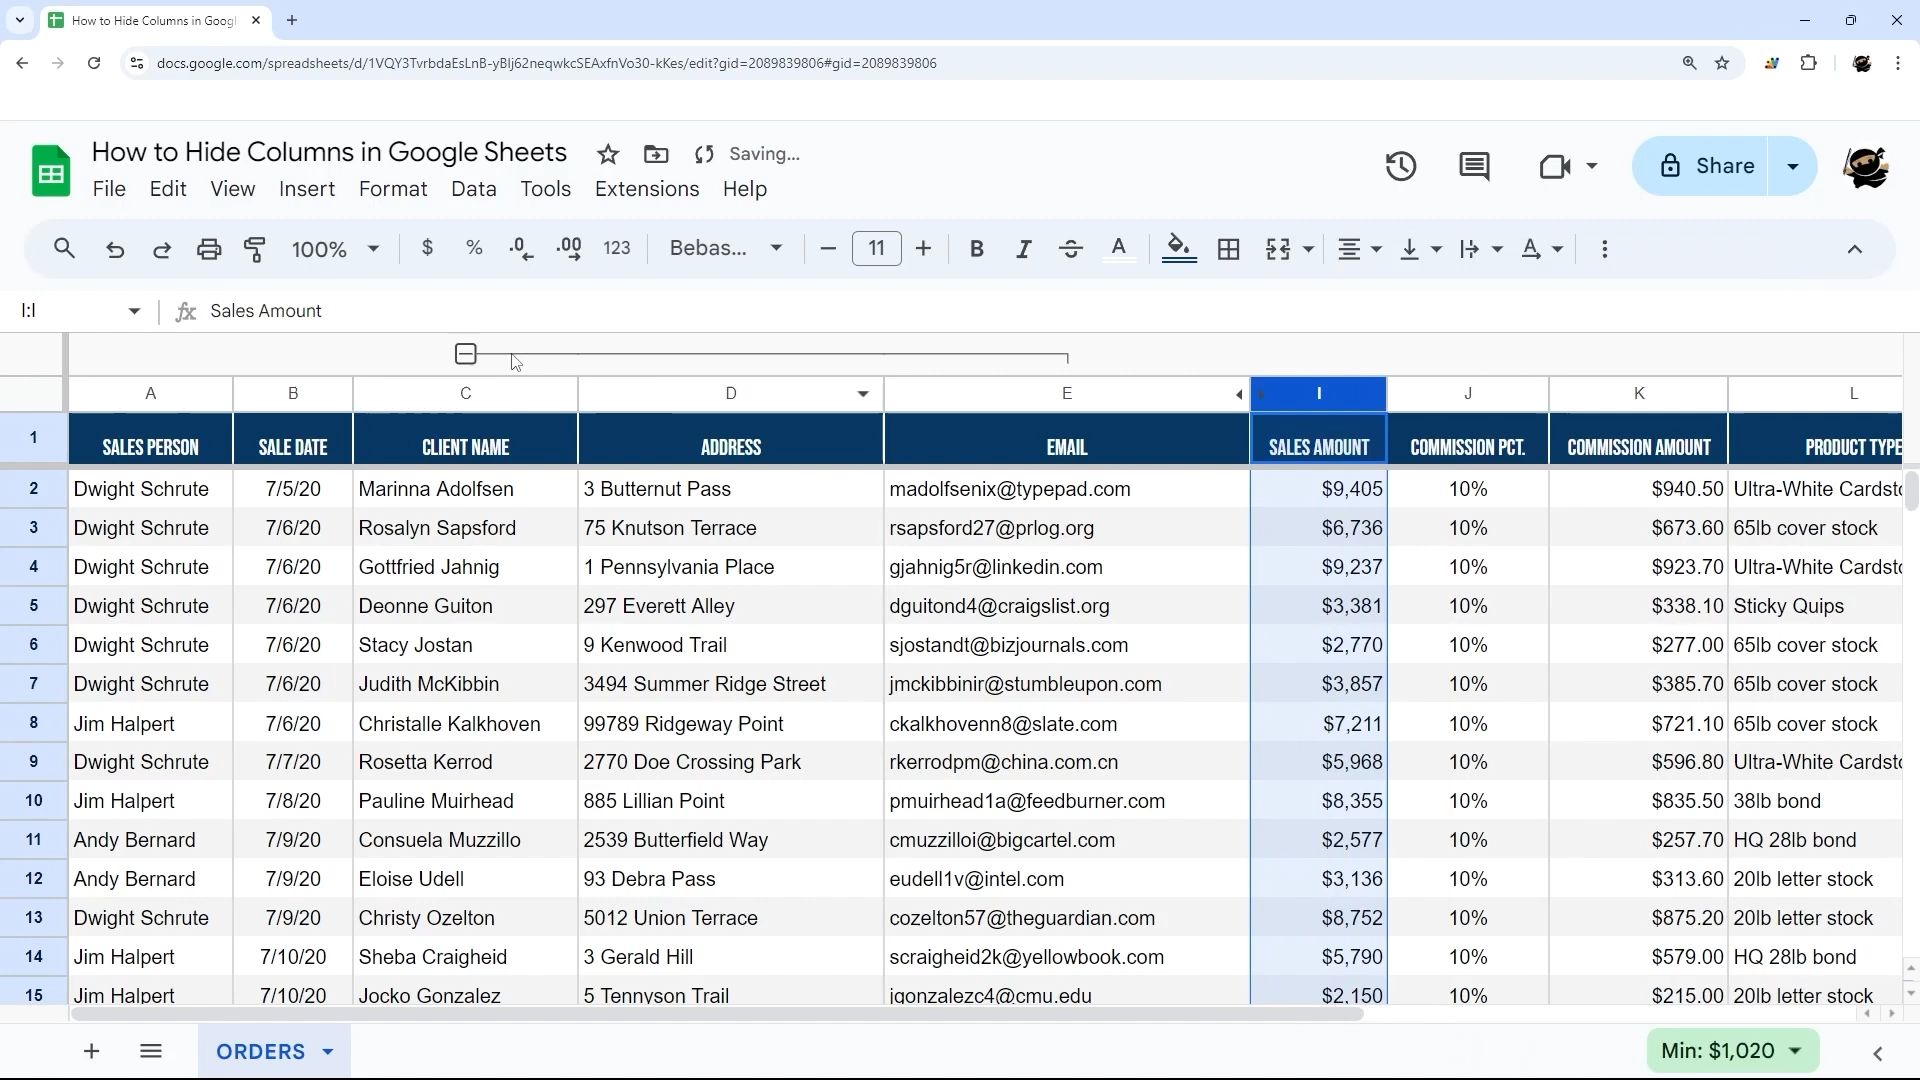 How to Hide Columns in Googl
docs.google.com/spreadsheets/d/1VQY3TvrbdaEsLnB-yBlj62neqwkcSEAxfnVo30-kKes/edit?gid=2089839806#gid=2089839806
How to Hide Columns in Google Sheets Saving...
File Edit View Insert Format Data Tools Extensions Help
Share
100% $ % .0 .00 123 Bebas... 11 B I A
I:I fx Sales Amount
A B C D E I J K L
1 SALES PERSON SALE DATE CLIENT NAME ADDRESS EMAIL SALES AMOUNT COMMISSION PCT. COMMISSION AMOUNT PRODUCT TYPE
2 Dwight Schrute 7/5/20 Marinna Adolfsen 3 Butternut Pass madolfsenix@typepad.com $9,405 10% $940.50 Ultra-White Cardsto
3 Dwight Schrute 7/6/20 Rosalyn Sapsford 75 Knutson Terrace rsapsford27@prlog.org $6,736 10% $673.60 65lb cover stock
4 Dwight Schrute 7/6/20 Gottfried Jahnig 1 Pennsylvania Place gjahnig5r@linkedin.com $9,237 10% $923.70 Ultra-White Cardsto
5 Dwight Schrute 7/6/20 Deonne Guiton 297 Everett Alley dguitond4@craigslist.org $3,381 10% $338.10 Sticky Quips
6 Dwight Schrute 7/6/20 Stacy Jostan 9 Kenwood Trail sjostandt@bizjournals.com $2,770 10% $277.00 65lb cover stock
7 Dwight Schrute 7/6/20 Judith McKibbin 3494 Summer Ridge Street jmckibbinir@stumbleupon.com $3,857 10% $385.70 65lb cover stock
8 Jim Halpert 7/6/20 Christalle Kalkhoven 99789 Ridgeway Point ckalkhovenn8@slate.com $7,211 10% $721.10 65lb cover stock
9 Dwight Schrute 7/7/20 Rosetta Kerrod 2770 Doe Crossing Park rkerrodpm@china.com.cn $5,968 10% $596.80 Ultra-White Cardsto
10 Jim Halpert 7/8/20 Pauline Muirhead 885 Lillian Point pmuirhead1a@feedburner.com $8,355 10% $835.50 38lb bond
11 Andy Bernard 7/9/20 Consuela Muzzillo 2539 Butterfield Way cmuzzilloi@bigcartel.com $2,577 10% $257.70 HQ 28lb bond
12 Andy Bernard 7/9/20 Eloise Udell 93 Debra Pass eudell1v@intel.com $3,136 10% $313.60 20lb letter stock
13 Dwight Schrute 7/9/20 Christy Ozelton 5012 Union Terrace cozelton57@theguardian.com $8,752 10% $875.20 20lb letter stock
14 Jim Halpert 7/10/20 Sheba Craigheid 3 Gerald Hill scraigheid2k@yellowbook.com $5,790 10% $579.00 HQ 28lb bond
15 Jim Halpert 7/10/20 Jocko Gonzalez 5 Tennyson Trail jgonzalezc4@cmu.edu $2,150 10% $215.00 20lb letter stock
ORDERS Min: $1,020